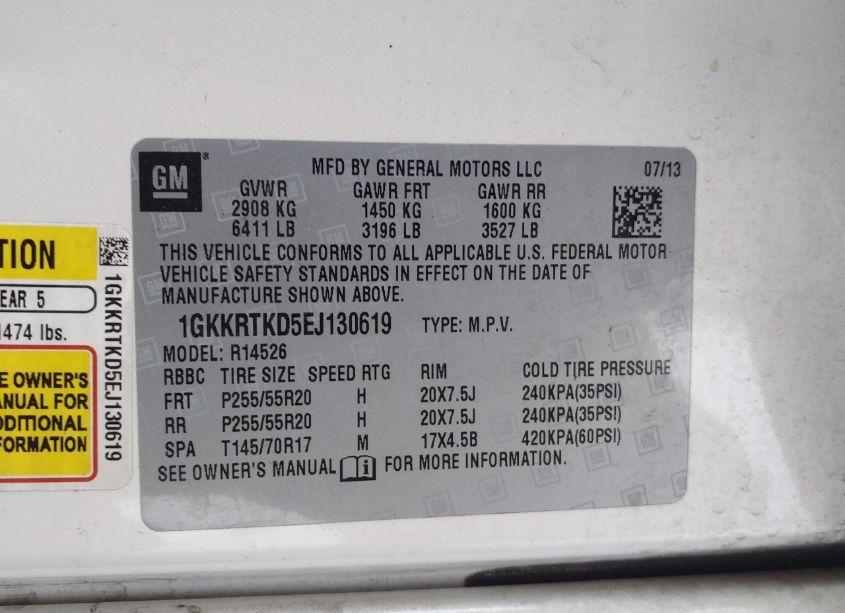 GM
®
MFD BY GENERAL MOTORS LLC 07/13
GVWR GAWR FRT GAWR RR
2908 KG 1450 KG 1600 KG
6411 LB 3196 LB 3527 LB
THIS VEHICLE CONFORMS TO ALL APPLICABLE U.S. FEDERAL MOTOR
VEHICLE SAFETY STANDARDS IN EFFECT ON THE DATE OF
MANUFACTURE SHOWN ABOVE.
1GKKRTKD5EJ130619 TYPE: M.P.V.
MODEL: R14526
RBBC TIRE SIZE SPEED RTG RIM COLD TIRE PRESSURE
FRT P255/55R20 H 20X7.5J 240KPA(35PSI)
RR P255/55R20 H 20X7.5J 240KPA(35PSI)
SPA T145/70R17 M 17X4.5B 420KPA(60PSI)
SEE OWNER'S MANUAL i FOR MORE INFORMATION.
TION
EAR 5
1474 lbs.
E OWNER'S
ANUAL FOR
DDITIONAL
FORMATION
1GKKRTKD5EJ130619